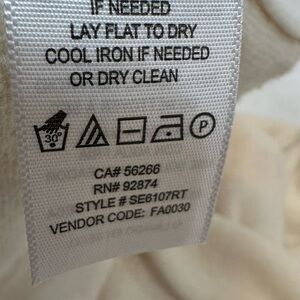 IF NEEDED
LAY FLAT TO DRY
COOL IRON IF NEEDED
OR DRY CLEAN
30° P
CA# 56266
RN# 92874
STYLE # SE6107RT
VENDOR CODE: FA0030